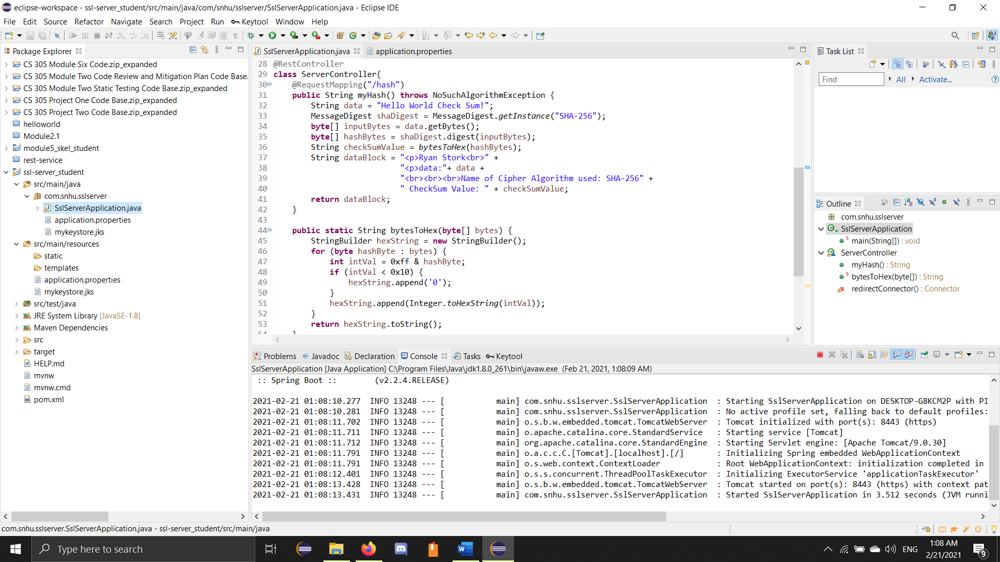 eclipse-workspace - ssl-server_student/src/main/java/com/snhu/sslserver/SslServerApplication.java - Eclipse IDE
File Edit Source Refactor Navigate Search Project Run Keytool Window Help
Package Explorer
CS 305 Module Six Code.zip_expanded
CS 305 Module Two Code Review and Mitigation Plan Code Base.
CS 305 Module Two Static Testing Code Base.zip_expanded
CS 305 Project One Code Base.zip_expanded
CS 305 Project Two Code Base.zip_expanded
helloworld
Module2.1
module5_skel_student
rest-service
ssl-server_student
src/main/java
com.snhu.sslserver
SslServerApplication.java
application.properties
mykeystore.jks
src/main/resources
static
templates
application.properties
mykeystore.jks
src/test/java
JRE System Library [JavaSE-1.8]
Maven Dependencies
src
target
HELP.md
mvnw
mvnw.cmd
pom.xml
SslServerApplication.java application.properties
28 @RestController
29 class ServerController{
30 @RequestMapping("/hash")
31 public String myHash() throws NoSuchAlgorithmException {
32 String data = "Hello World Check Sum!";
33 MessageDigest shaDigest = MessageDigest.getInstance("SHA-256");
34 byte[] inputBytes = data.getBytes();
35 byte[] hashBytes = shaDigest.digest(inputBytes);
36 String checkSumValue = bytesToHex(hashBytes);
37 String dataBlock = "<p>Ryan Stork<br>" +
38 "<p>data:"+ data +
39 "<br><br><br>Name of Cipher Algorithm used: SHA-256" +
40 " CheckSum Value: " + checkSumValue;
41 return dataBlock;
42 }
43
44 public static String bytesToHex(byte[] bytes) {
45 StringBuilder hexString = new StringBuilder();
46 for (byte hashByte : bytes) {
47 int intVal = 0xff & hashByte;
48 if (intVal < 0x10) {
49 hexString.append('0');
50 }
51 hexString.append(Integer.toHexString(intVal));
52 }
53 return hexString.toString();
54 }
Task List
Find All Activate...
Outline
com.snhu.sslserver
SslServerApplication
main(String[]) : void
ServerController
myHash() : String
bytesToHex(byte[]) : String
redirectConnector() : Connector
Problems @ Javadoc Declaration Console Tasks Keytool
SslServerApplication [Java Application] C:\Program Files\Java\jdk1.8.0_261\bin\javaw.exe (Feb 21, 2021, 1:08:09 AM)
:: Spring Boot :: (v2.2.4.RELEASE)
2021-02-21 01:08:10.277 INFO 13248 --- [ main] com.snhu.sslserver.SslServerApplication : Starting SslServerApplication on DESKTOP-G8KCM2P with PI
2021-02-21 01:08:10.281 INFO 13248 --- [ main] com.snhu.sslserver.SslServerApplication : No active profile set, falling back to default profiles:
2021-02-21 01:08:11.702 INFO 13248 --- [ main] o.s.b.w.embedded.tomcat.TomcatWebServer : Tomcat initialized with port(s): 8443 (https)
2021-02-21 01:08:11.711 INFO 13248 --- [ main] o.apache.catalina.core.StandardService : Starting service [Tomcat]
2021-02-21 01:08:11.712 INFO 13248 --- [ main] org.apache.catalina.core.StandardEngine : Starting Servlet engine: [Apache Tomcat/9.0.30]
2021-02-21 01:08:11.791 INFO 13248 --- [ main] o.a.c.c.C.[Tomcat].[localhost].[/] : Initializing Spring embedded WebApplicationContext
2021-02-21 01:08:11.791 INFO 13248 --- [ main] o.s.web.context.ContextLoader : Root WebApplicationContext: initialization completed in
2021-02-21 01:08:12.401 INFO 13248 --- [ main] o.s.s.concurrent.ThreadPoolTaskExecutor : Initializing ExecutorService 'applicationTaskExecutor'
2021-02-21 01:08:13.428 INFO 13248 --- [ main] o.s.b.w.embedded.tomcat.TomcatWebServer : Tomcat started on port(s): 8443 (https) with context pat
2021-02-21 01:08:13.431 INFO 13248 --- [ main] com.snhu.sslserver.SslServerApplication : Started SslServerApplication in 3.512 seconds (JVM runni
com.snhu.sslserver.SslServerApplication.java - ssl-server_student/src/main/java
Type here to search
ENG
1:08 AM
2/21/2021
9